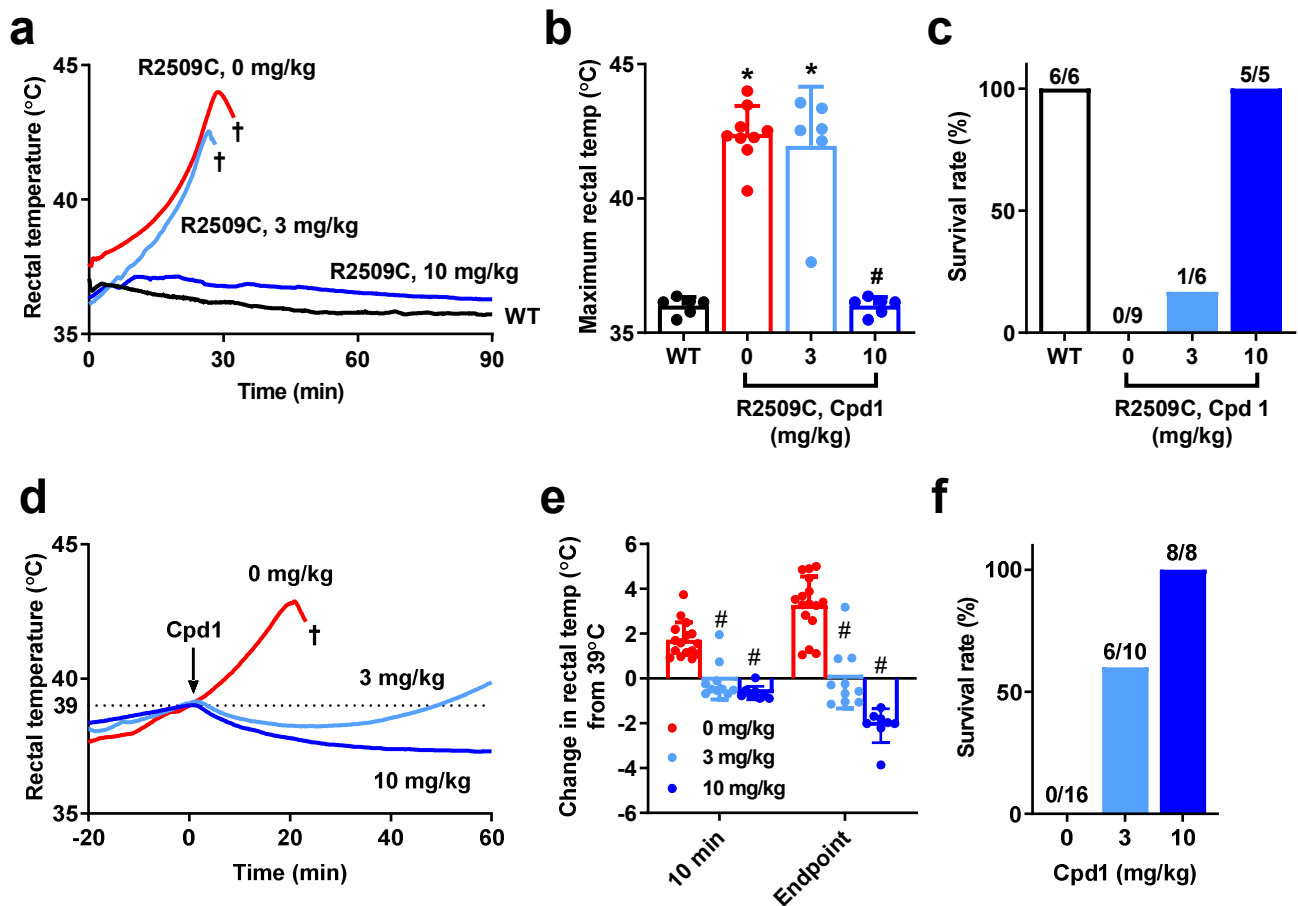 a
45
40
35
Rectal temperature (°C)
R2509C, 0 mg/kg
†
†
R2509C, 3 mg/kg
R2509C, 10 mg/kg
WT
0
30
60
90
Time (min)
b
45
40
35
Maximum rectal temp (°C)
*
*
#
WT
0
3
10
R2509C, Cpd1
(mg/kg)
c
100
50
0
Survival rate (%)
6/6
0/9
1/6
5/5
WT
0
3
10
R2509C, Cpd 1
(mg/kg)
d
45
40
39
35
Rectal temperature (°C)
0 mg/kg
Cpd1
†
3 mg/kg
10 mg/kg
-20
0
20
40
60
Time (min)
e
6
4
2
0
-2
-4
-6
Change in rectal temp (°C)
from 39°C
#
#
#
#
0 mg/kg
3 mg/kg
10 mg/kg
10 min
Endpoint
f
100
50
0
Survival rate (%)
0/16
6/10
8/8
0
3
10
Cpd1 (mg/kg)